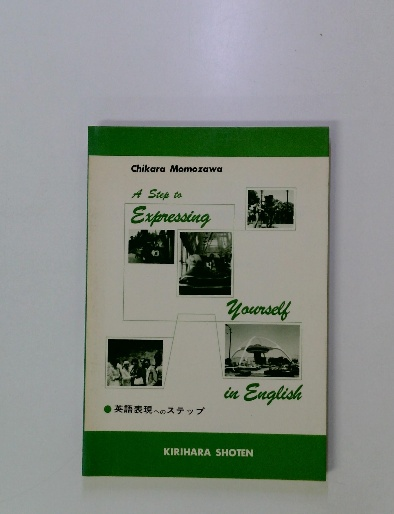 Chikara Momozawa
A Step to
Expressing
Yourself
in English
●英語表現へのステップ
KIRIHARA SHOTEN